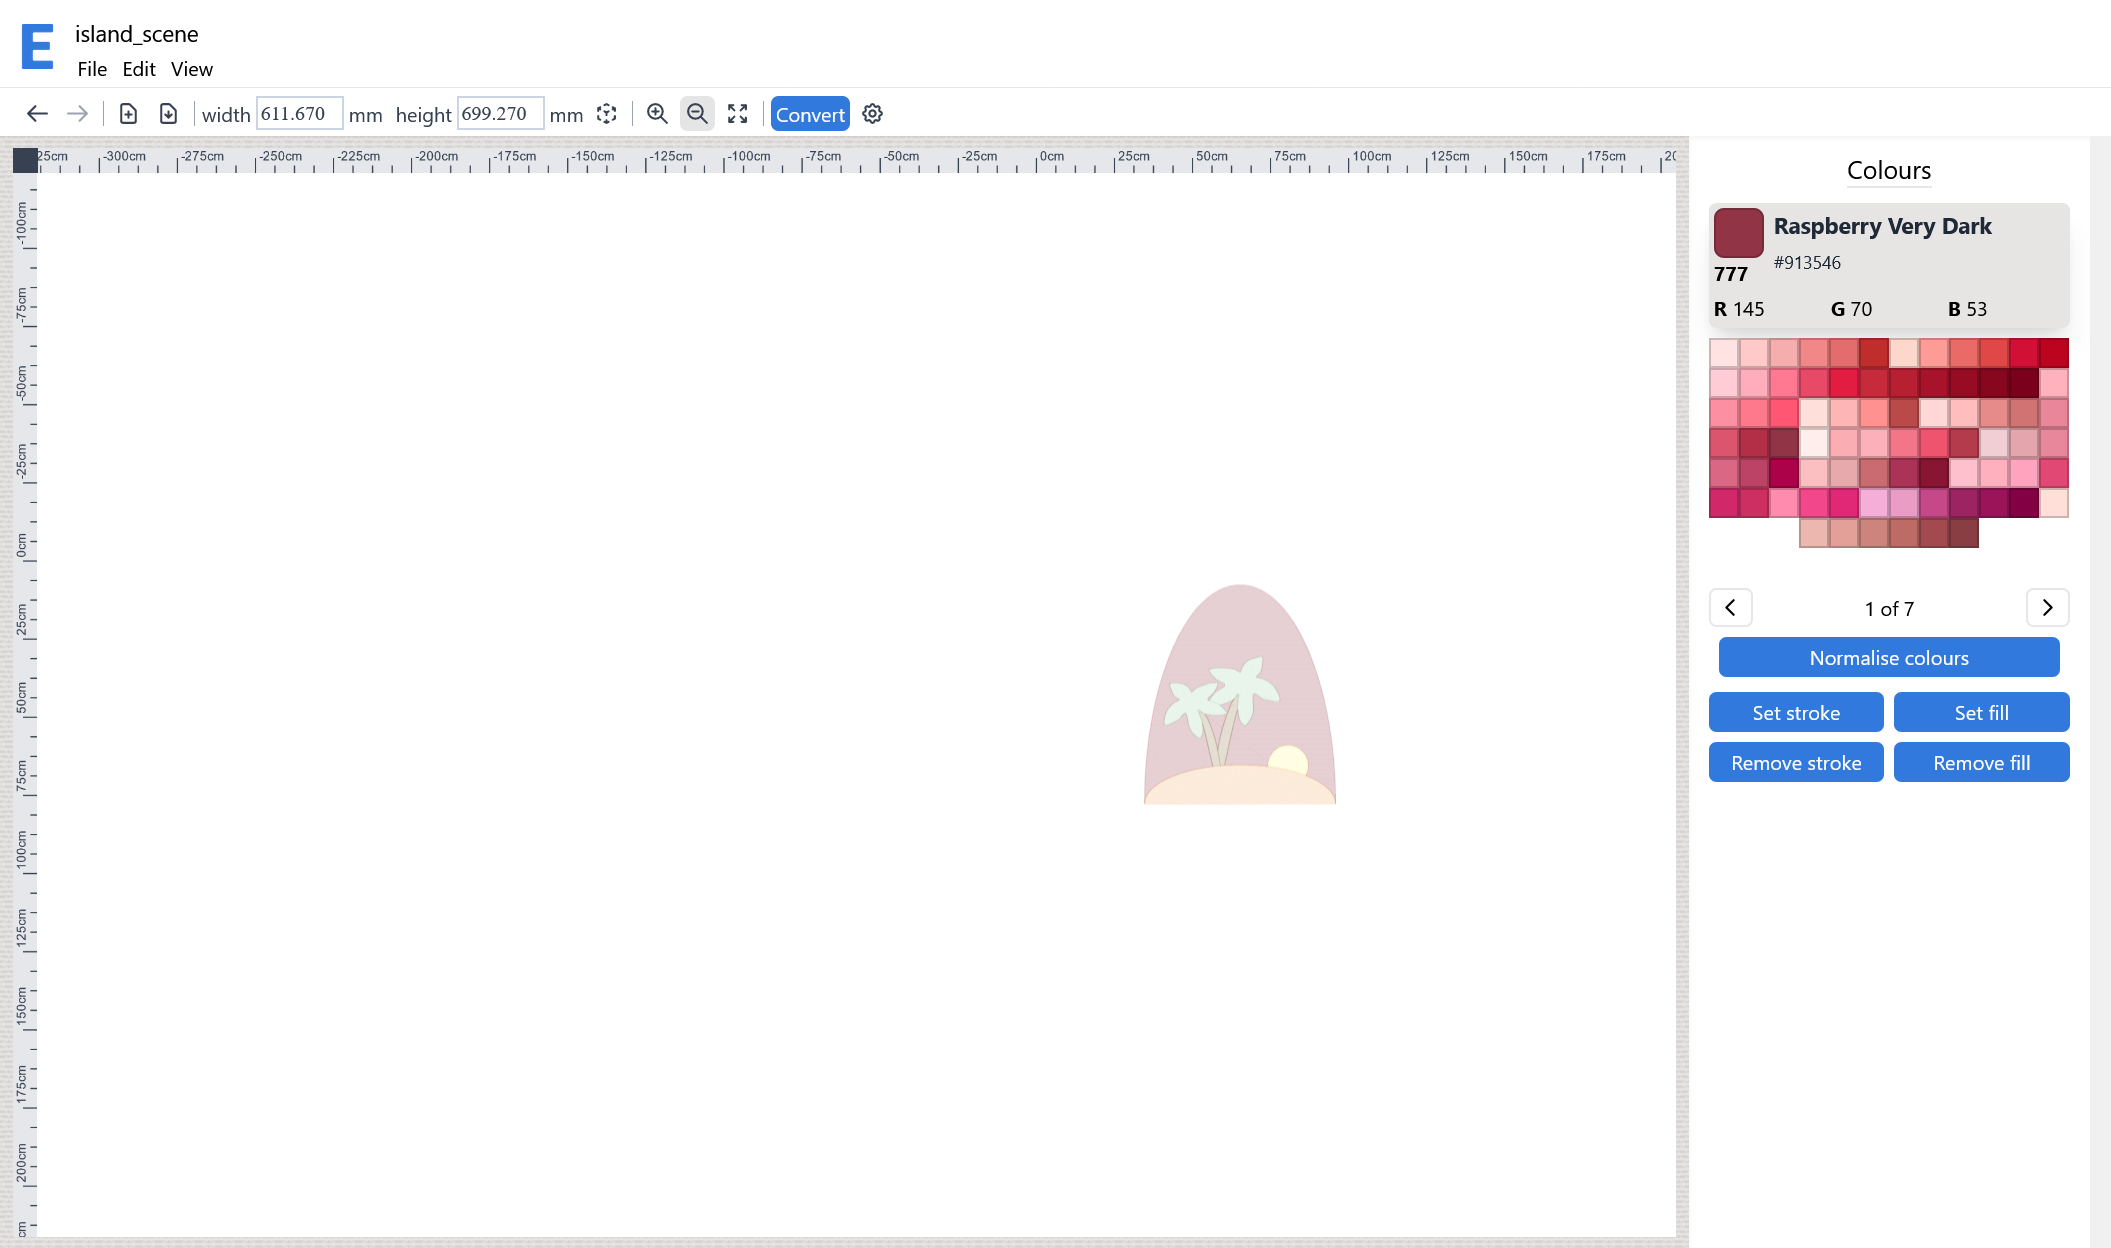 E
island_scene
File Edit View
width 611.670 mm height 699.270 mm Convert
25cm -300cm -275cm -250cm -225cm -200cm -175cm -150cm -125cm -100cm -75cm -50cm -25cm 0cm 25cm 50cm 75cm 100cm 125cm 150cm 175cm 20
-100cm
-75cm
-50cm
-25cm
0cm
25cm
50cm
75cm
100cm
125cm
150cm
175cm
200cm
cm
Colours
Raspberry Very Dark
#913546
777
R 145 G 70 B 53
1 of 7
Normalise colours
Set stroke Set fill
Remove stroke Remove fill